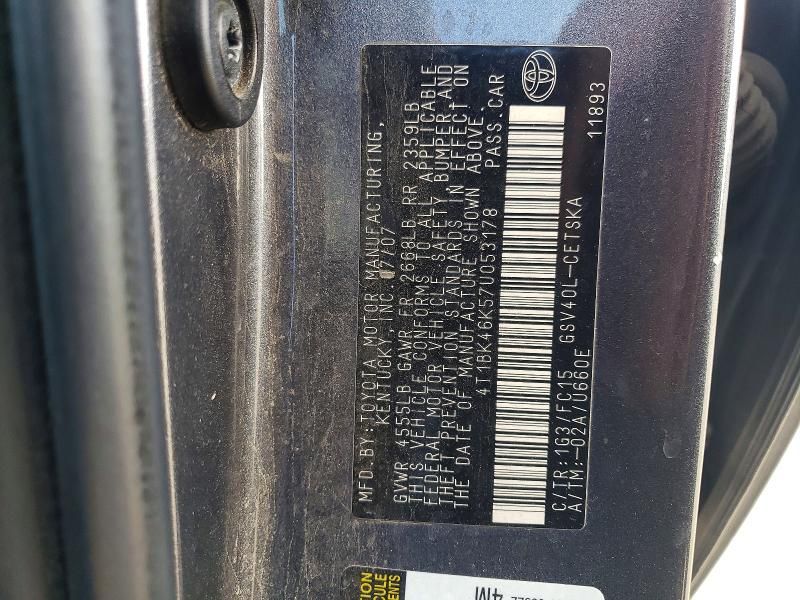 MFD.BY:TOYOTA MOTOR MANUFACTURING,
KENTUCKY,INC. 07/07
GVWR 4555LB GAWR FR 2668LB RR 2359LB
THIS VEHICLE CONFORMS TO ALL APPLICABLE
FEDERAL MOTOR VEHICLE SAFETY, BUMPER AND
THEFT PREVENTION STANDARDS IN EFFECT ON
THE DATE OF MANUFACTURE SHOWN ABOVE.
4T1BK46K57U053178 PASS.CAR
C/TR:1G3/FC15 GSV40L-CETSKA
A/TM:-02A/U660E 11893
4M